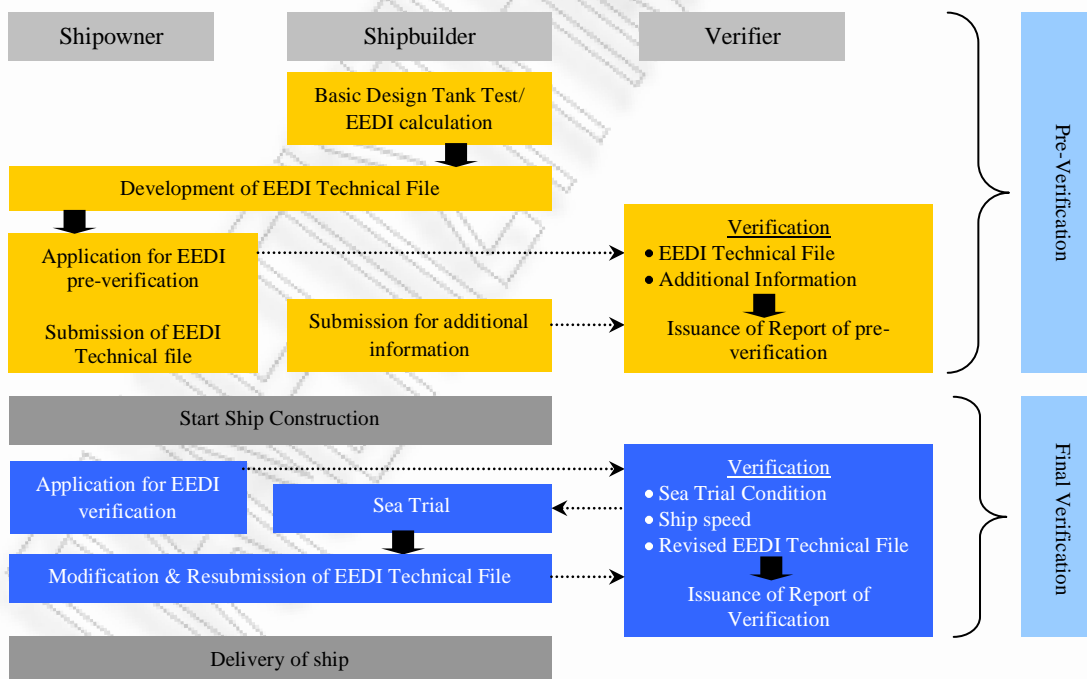 Shipowner
Shipbuilder
Verifier
Basic Design Tank Test/
EEDI calculation
Development of EEDI Technical File
Application for EEDI
pre-verification
Submission of EEDI
Technical file
Submission for additional
information
Verification
• EEDI Technical File
• Additional Information
Issuance of Report of pre-
verification
Pre-Verification
Start Ship Construction
Application for EEDI
verification
Sea Trial
Modification & Resubmission of EEDI Technical File
Verification
• Sea Trial Condition
• Ship speed
• Revised EEDI Technical File
Issuance of Report of
Verification
Final Verification
Delivery of ship